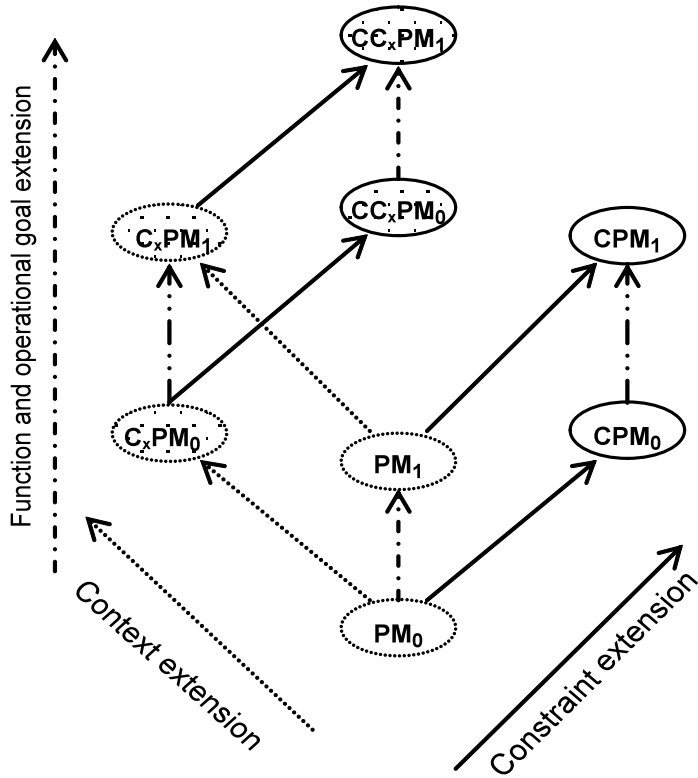 CCₓPM₁
CCₓPM₀
CₓPM₁
CPM₁
CₓPM₀
PM₁
CPM₀
PM₀
Function and operational goal extension
Context extension
Constraint extension